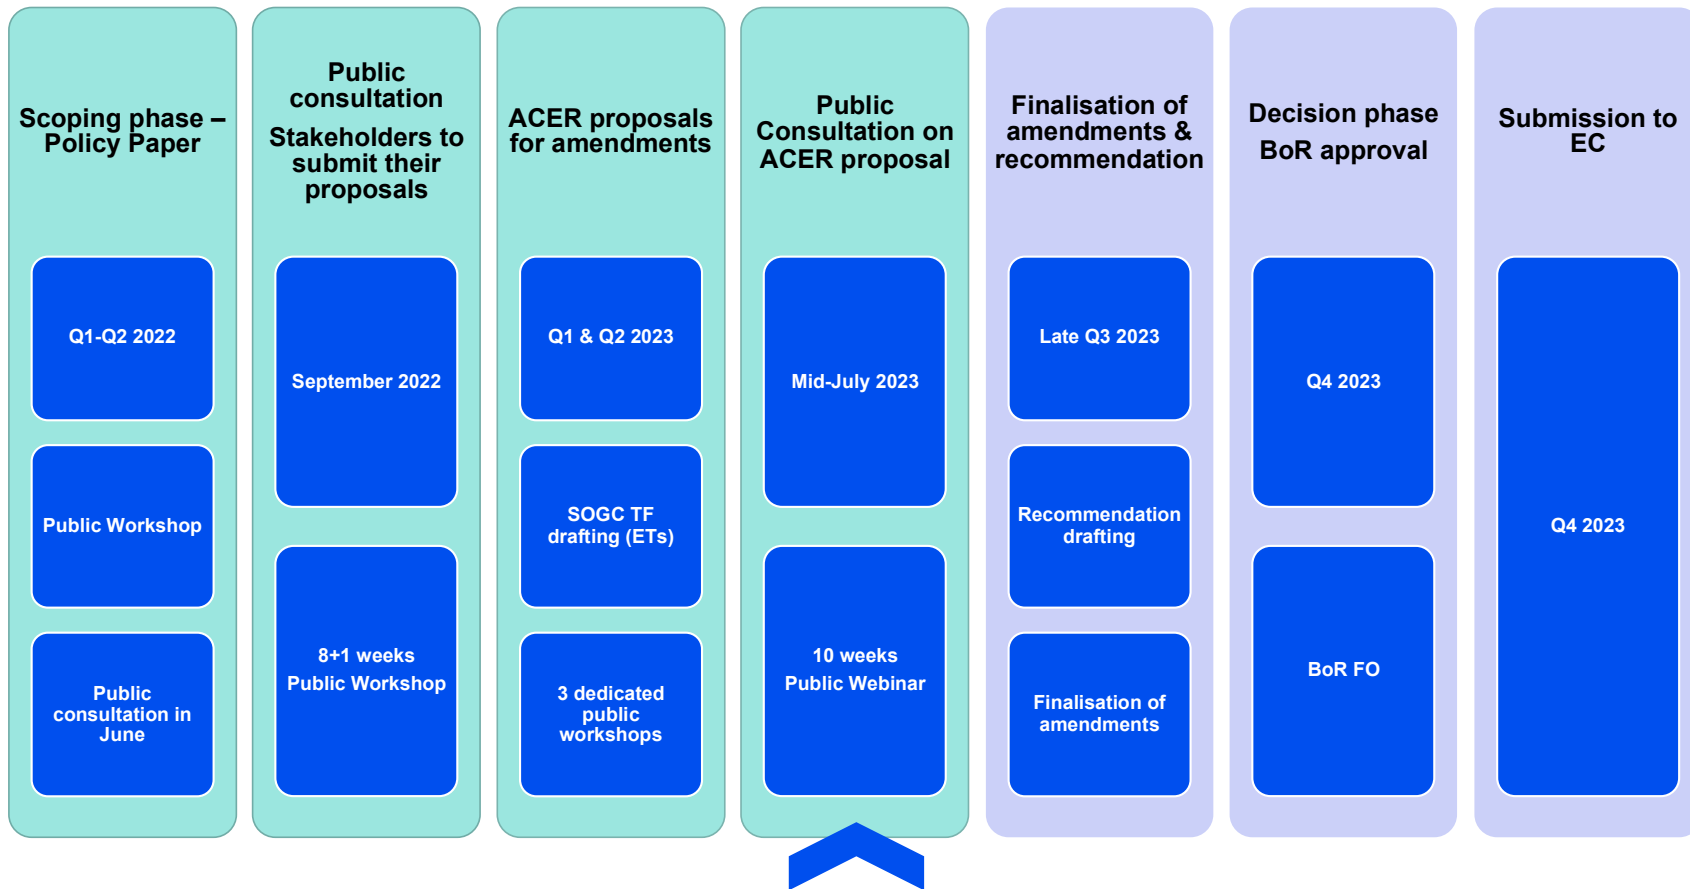 Scoping phase –
Policy Paper
Q1-Q2 2022
Public Workshop
Public
consultation in
June
Public
consultation
Stakeholders to
submit their
proposals
September 2022
8+1 weeks
Public Workshop
ACER proposals
for amendments
Q1 & Q2 2023
SOGC TF
drafting (ETs)
3 dedicated
public
workshops
Public
Consultation on
ACER proposal
Mid-July 2023
10 weeks
Public Webinar
Finalisation of
amendments &
recommendation
Late Q3 2023
Recommendation
drafting
Finalisation of
amendments
Decision phase
BoR approval
Q4 2023
BoR FO
Submission to
EC
Q4 2023